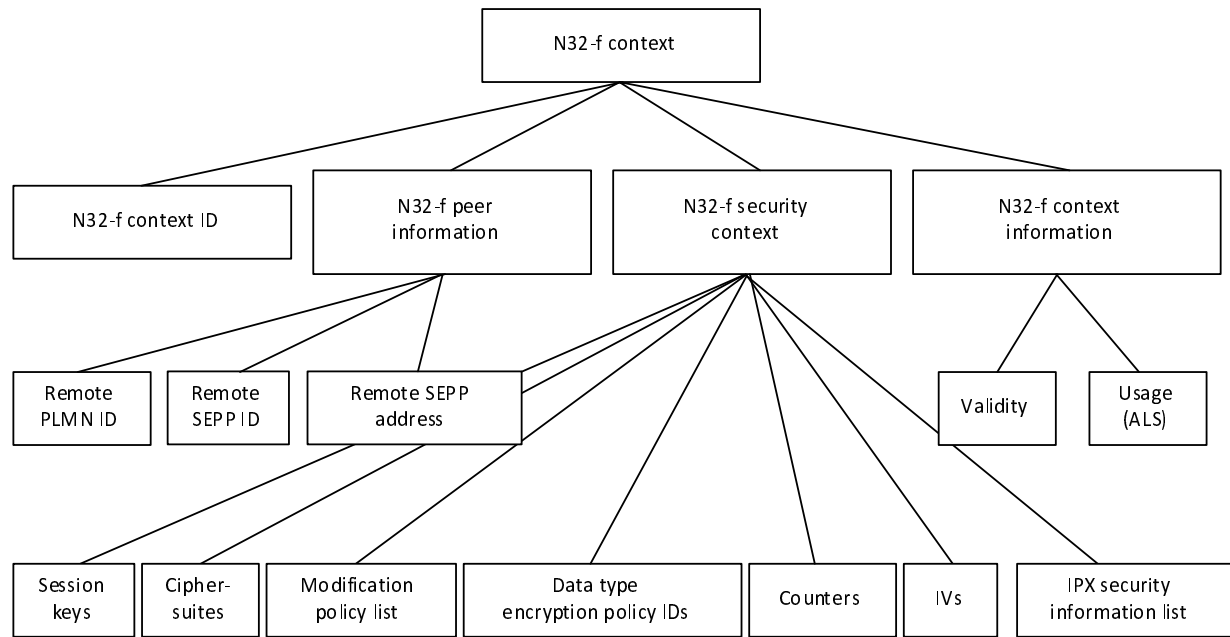 N32-f context
N32-f context ID
N32-f peer
information
N32-f security
context
N32-f context
information
Remote
PLMN ID
Remote
SEPP ID
Remote SEPP
address
Validity
Usage
(ALS)
Session
keys
Cipher-
suites
Modification
policy list
Data type
encryption policy IDs
Counters
IVs
IPX security
information list